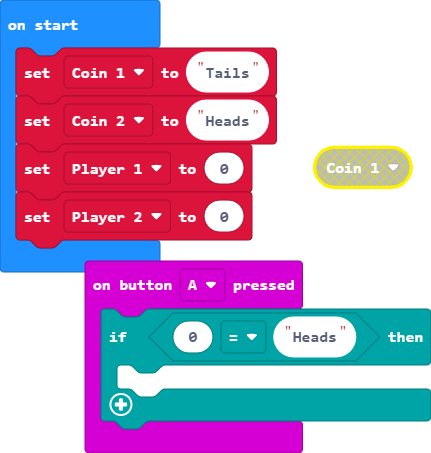 on start
set Coin 1 to "Tails"
set Coin 2 to "Heads"
Coin 1
set Player 1 to 0
set Player 2 to 0
on button A pressed
if 0 = "Heads" then